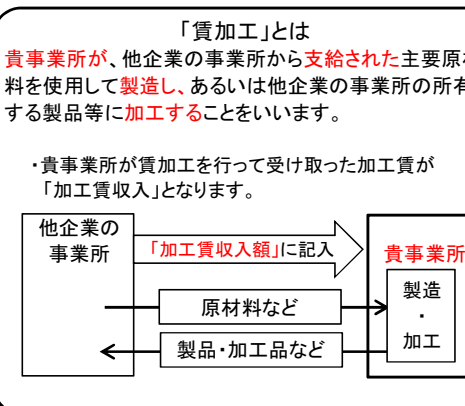 「賃加工」とは
貴事業所が、他企業の事業所から支給された主要原
料を使用して製造し、あるいは他企業の事業所の所有
する製品等に加工することをいいます。
・貴事業所が賃加工を行って受け取った加工賃が
「加工賃収入」となります。
他企業の
事業所
「加工賃収入額」に記入
貴事業所
原材料など
製造
・
加工
製品・加工品など